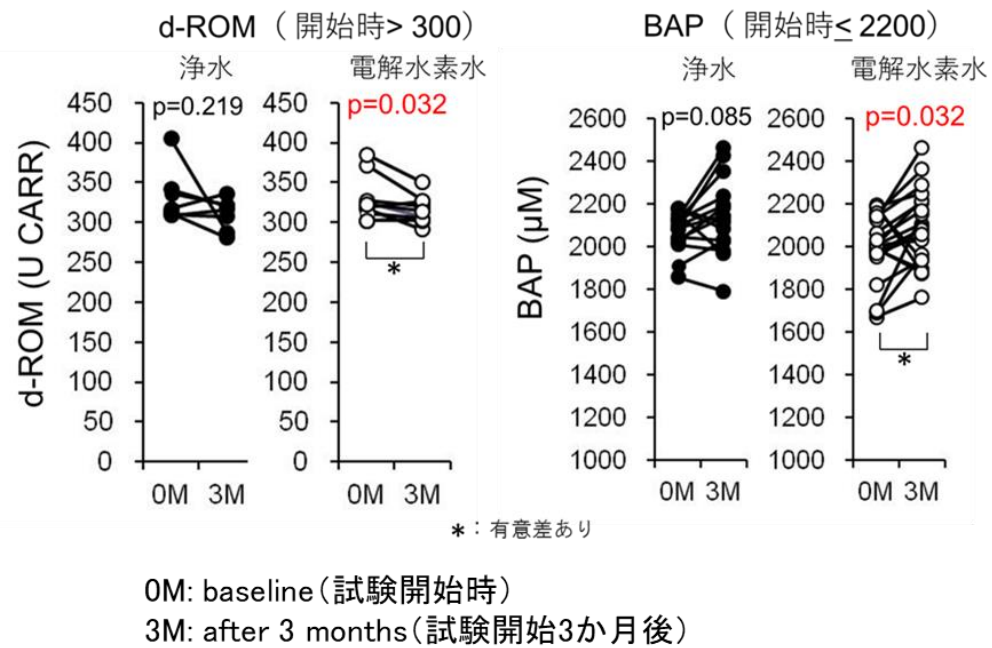 d-ROM（ 開始時> 300）
BAP（ 開始時≤ 2200）
浄水
電解水素水
浄水
電解水素水
p=0.219
p=0.032
p=0.085
p=0.032
d-ROM (U CARR)
450
400
350
300
250
200
150
100
50
0
0M 3M
450
400
350
300
250
200
150
100
50
0
*
0M 3M
BAP (μM)
2600
2400
2200
2000
1800
1600
1400
1200
1000
0M 3M
2600
2400
2200
2000
1800
1600
1400
1200
1000
*
0M 3M
*：有意差あり
0M: baseline（試験開始時）
3M: after 3 months（試験開始3か月後）